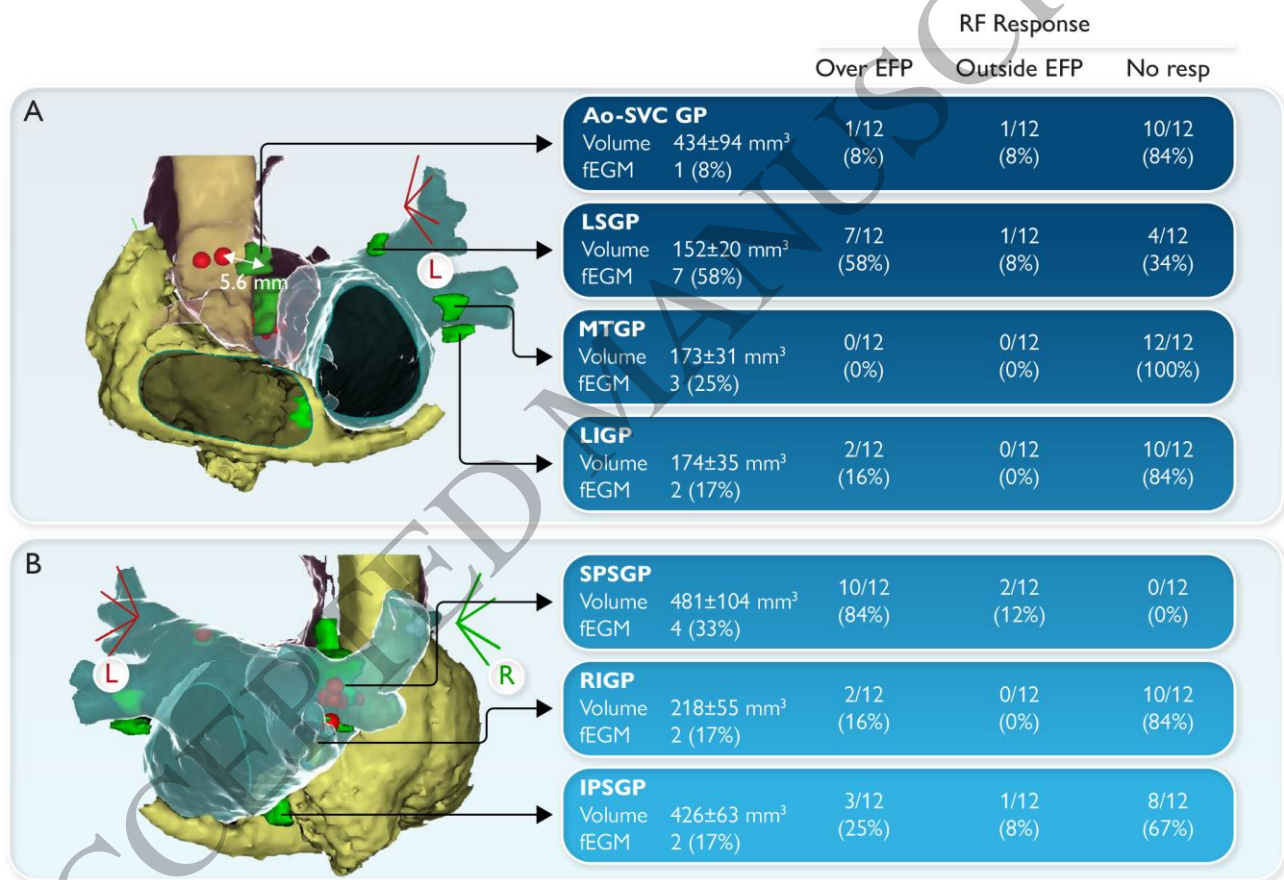 RF Response
Over EFP Outside EFP No resp
A
Ao-SVC GP
Volume 434±94 mm³
fEGM 1 (8%)
1/12 1/12 10/12
(8%) (8%) (84%)
LSGP
Volume 152±20 mm³
fEGM 7 (58%)
7/12 1/12 4/12
(58%) (8%) (34%)
MTGP
Volume 173±31 mm³
fEGM 3 (25%)
0/12 0/12 12/12
(0%) (0%) (100%)
LIGP
Volume 174±35 mm³
fEGM 2 (17%)
2/12 0/12 10/12
(16%) (0%) (84%)
5.6 mm
L
B
SPSGP
Volume 481±104 mm³
fEGM 4 (33%)
10/12 2/12 0/12
(84%) (12%) (0%)
RIGP
Volume 218±55 mm³
fEGM 2 (17%)
2/12 0/12 10/12
(16%) (0%) (84%)
IPSGP
Volume 426±63 mm³
fEGM 2 (17%)
3/12 1/12 8/12
(25%) (8%) (67%)
L
R
CCEPTED MANUSC